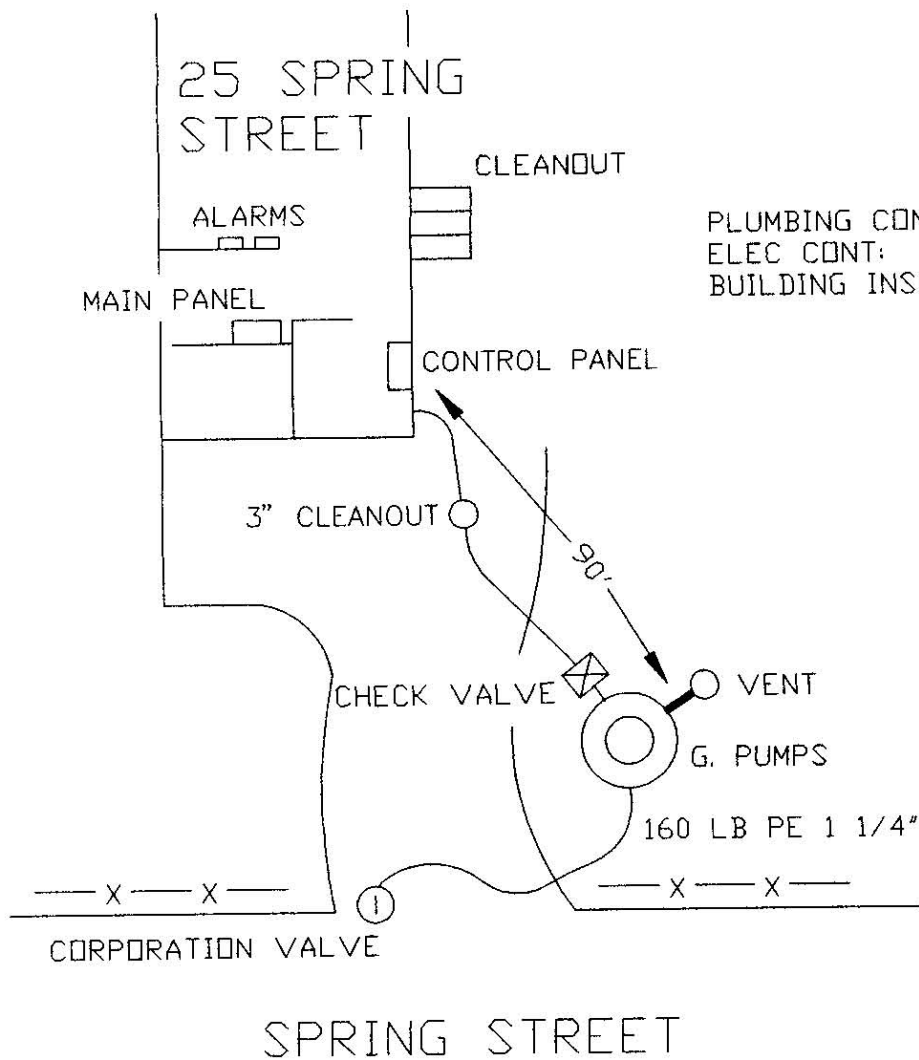 25 SPRING
STREET
CLEANOUT
ALARMS
PLUMBING CON
ELEC CONT:
BUILDING INS
MAIN PANEL
CONTROL PANEL
3" CLEANOUT
90'
CHECK VALVE
VENT
G. PUMPS
160 LB PE 1 1/4"
X X
X X
CORPORATION VALVE
SPRING STREET